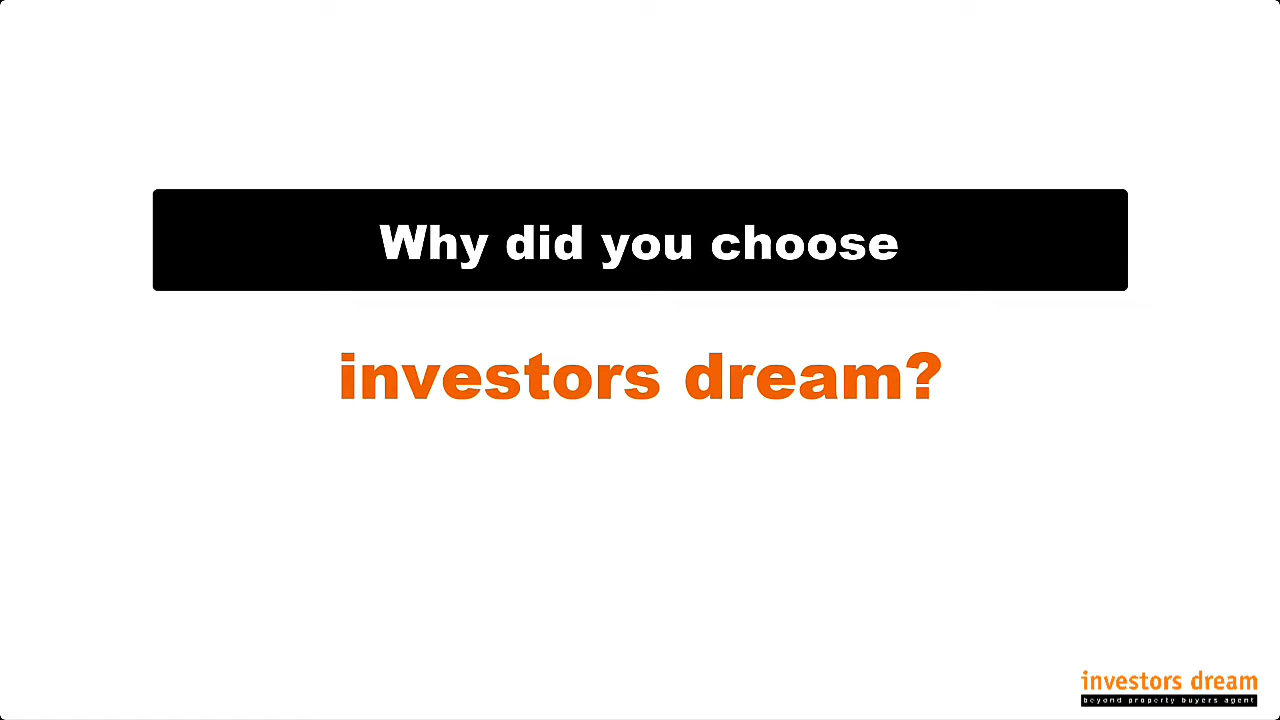 Why did you choose
investors dream?
investors dream
beyond property buyers agent